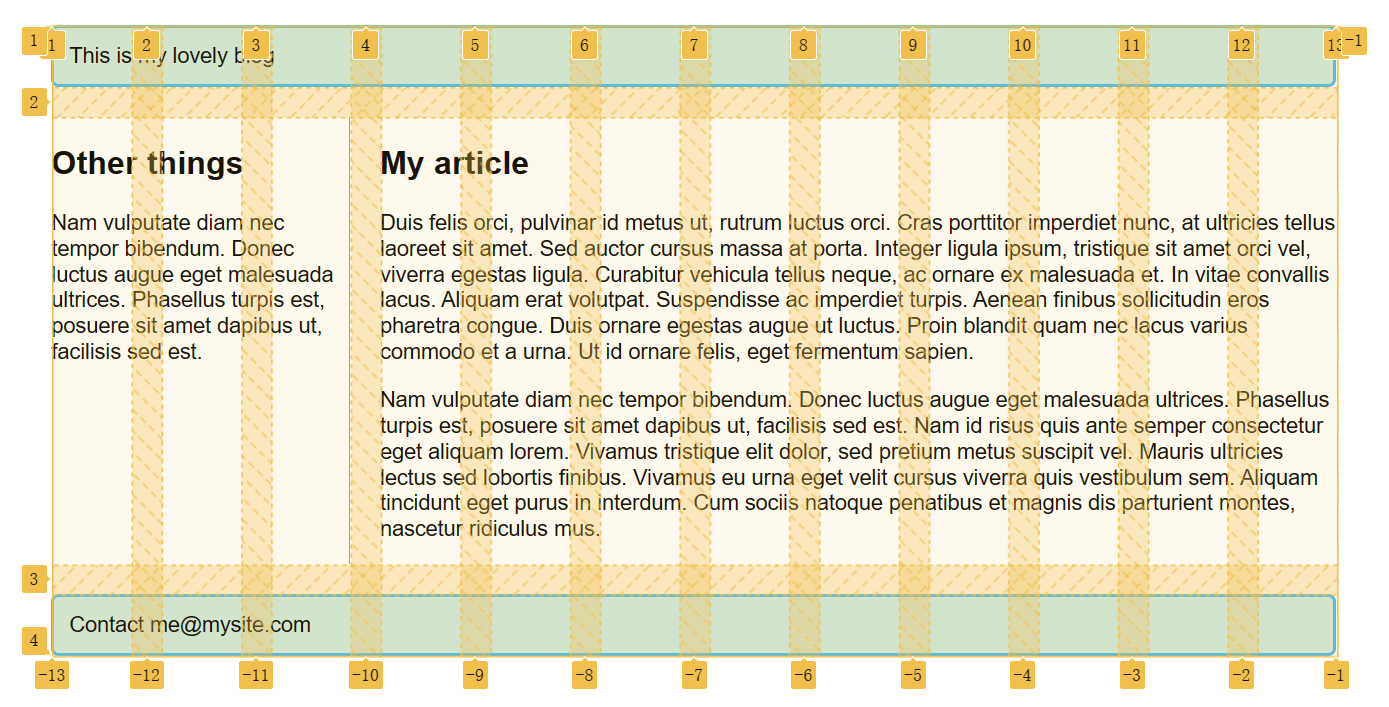 1 1 2 3 4 5 6 7 8 9 10 11 12 13 −1
This is my lovely blog
2
Other things
Nam vulputate diam nec
tempor bibendum. Donec
luctus augue eget malesuada
ultrices. Phasellus turpis est,
posuere sit amet dapibus ut,
facilisis sed est.
My article
Duis felis orci, pulvinar id metus ut, rutrum luctus orci. Cras porttitor imperdiet nunc, at ultricies tellus
laoreet sit amet. Sed auctor cursus massa at porta. Integer ligula ipsum, tristique sit amet orci vel,
viverra egestas ligula. Curabitur vehicula tellus neque, ac ornare ex malesuada et. In vitae convallis
lacus. Aliquam erat volutpat. Suspendisse ac imperdiet turpis. Aenean finibus sollicitudin eros
pharetra congue. Duis ornare egestas augue ut luctus. Proin blandit quam nec lacus varius
commodo et a urna. Ut id ornare felis, eget fermentum sapien.
Nam vulputate diam nec tempor bibendum. Donec luctus augue eget malesuada ultrices. Phasellus
turpis est, posuere sit amet dapibus ut, facilisis sed est. Nam id risus quis ante semper consectetur
eget aliquam lorem. Vivamus tristique elit dolor, sed pretium metus suscipit vel. Mauris ultricies
lectus sed lobortis finibus. Vivamus eu urna eget velit cursus viverra quis vestibulum sem. Aliquam
tincidunt eget purus in interdum. Cum sociis natoque penatibus et magnis dis parturient montes,
nascetur ridiculus mus.
3
Contact me@mysite.com
4
−13 −12 −11 −10 −9 −8 −7 −6 −5 −4 −3 −2 −1